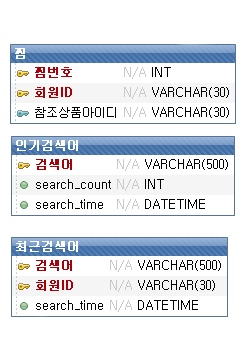 찜
찜번호 N/A INT
회원ID N/A VARCHAR(30)
참조상품아이디 N/A VARCHAR(30)
인기검색어
검색어 N/A VARCHAR(500)
search_count N/A INT
search_time N/A DATETIME
최근검색어
검색어 N/A VARCHAR(500)
회원ID N/A VARCHAR(30)
search_time N/A DATETIME